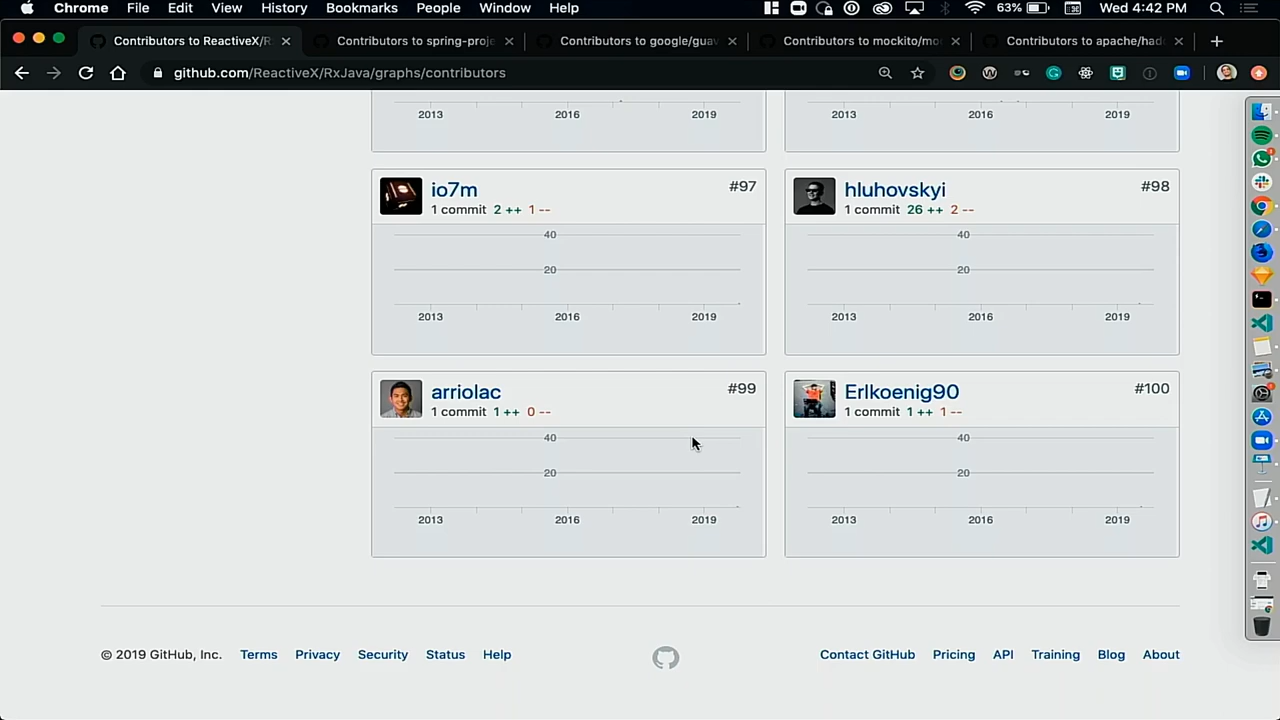 Chrome File Edit View History Bookmarks People Window Help 63% Wed 4:42 PM
Contributors to ReactiveX/R Contributors to spring-proje Contributors to google/guav Contributors to mockito/mo Contributors to apache/had
github.com/ReactiveX/RxJava/graphs/contributors
2013 2016 2019 2013 2016 2019
io7m #97 hluhovskyi #98
1 commit 2 ++ 1 -- 1 commit 26 ++ 2 --
40 40
20 20
2013 2016 2019 2013 2016 2019
arriolac #99 Erlkoenig90 #100
1 commit 1 ++ 0 -- 1 commit 1 ++ 1 --
40 40
20 20
2013 2016 2019 2013 2016 2019
© 2019 GitHub, Inc. Terms Privacy Security Status Help Contact GitHub Pricing API Training Blog About